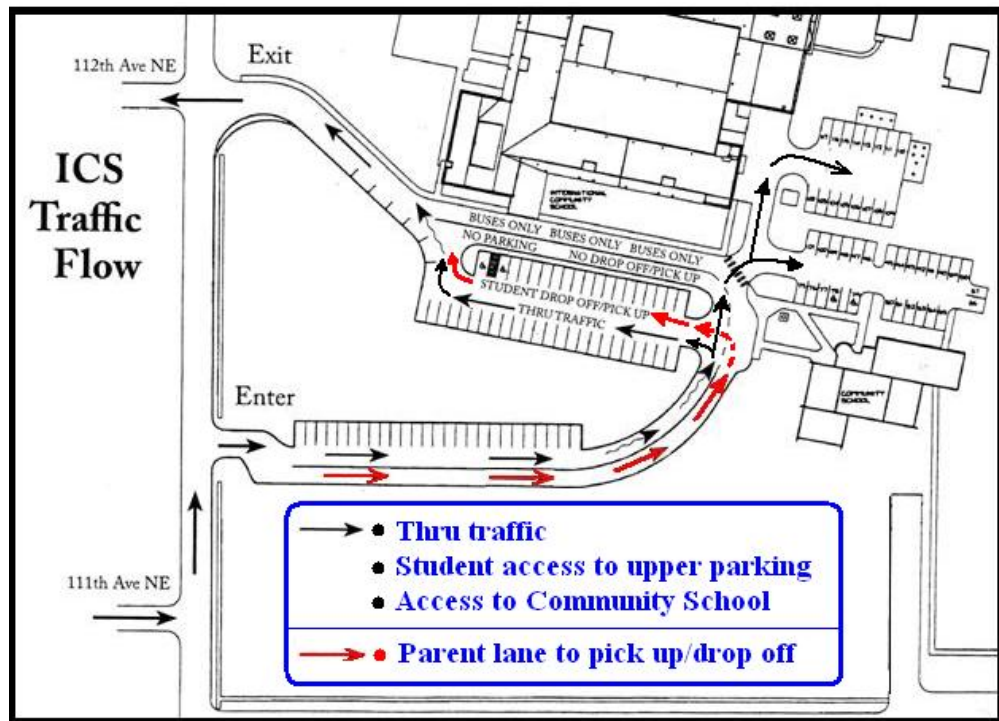 Exit
112th Ave NE
ICS
Traffic
Flow
INTERNATIONAL
COMMUNITY
SCHOOL
BUSES ONLY BUSES ONLY BUSES ONLY
NO PARKING NO DROP OFF/PICK UP
STUDENT DROP OFF/PICK UP
THRU TRAFFIC
COMMUNITY
SCHOOL
Enter
111th Ave NE
Thru traffic
Student access to upper parking
Access to Community School
Parent lane to pick up/drop off